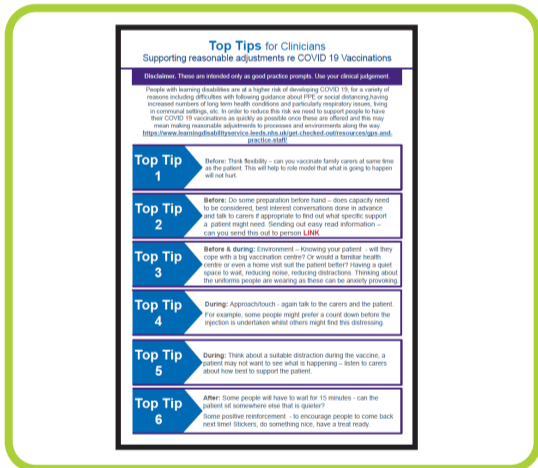 Top Tips for Clinicians
Supporting reasonable adjustments re COVID 19 Vaccinations
Disclaimer. These are intended only as good practice prompts. Use your clinical judgement.
People with learning disabilities are at a higher risk of developing COVID 19, for a variety of
reasons including difficulties with following guidance about PPE or social distancing,having
increased numbers of long term health conditions and particularly respiratory issues, living
in communal settings, etc. In order to reduce this risk we need to support people to have
their COVID 19 vaccinations as quickly as possible once these are offered and this may
mean making reasonable adjustments to processes and environments along the way.
https://www.learningdisabilityservice.leeds.nhs.uk/get-checked-out/resources/gps-and-
practice-staff/
Top Tip
1
Before: Think flexibility – can you vaccinate family carers at same time
as the patient. This will help to role model that what is going to happen
will not hurt.
Top Tip
2
Before: Do some preparation before hand – does capacity need
to be considered, best interest conversations done in advance
and talk to carers if appropriate to find out what specific support
a patient might need. Sending out easy read information –
can you send this out to person LINK
Top Tip
3
Before & during: Environment – Knowing your patient - will they
cope with a big vaccination centre? Or would a familiar health
centre or even a home visit suit the patient better? Having a quiet
space to wait, reducing noise, reducing distractions. Thinking about
the uniforms people are wearing as these can be anxiety provoking.
Top Tip
4
During: Approach/touch - again talk to the carers and the patient.
For example, some people might prefer a count down before the
injection is undertaken whilst others might find this distressing.
Top Tip
5
During: Think about a suitable distraction during the vaccine, a
patient may not want to see what is happening – listen to carers
about how best to support the patient.
Top Tip
6
After: Some people will have to wait for 15 minutes - can the
patient sit somewhere else that is quieter?
Some positive reinforcement - to encourage people to come back
next time! Stickers, do something nice, have a treat ready.